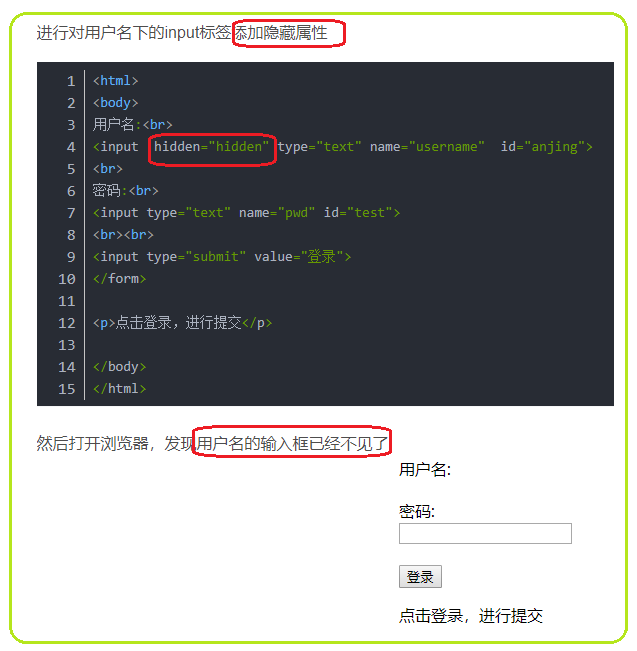 进行对用户名下的input标签添加隐藏属性
1 <html>
2 <body>
3 用户名:<br>
4 <input  hidden="hidden" type="text" name="username"  id="anjing">
5 <br>
6 密码:<br>
7 <input type="text" name="pwd" id="test">
8 <br><br>
9 <input type="submit" value="登录">
10 </form>
11
12 <p>点击登录，进行提交</p>
13
14 </body>
15 </html>
然后打开浏览器，发现用户名的输入框已经不见了
用户名:
密码:
登录
点击登录，进行提交